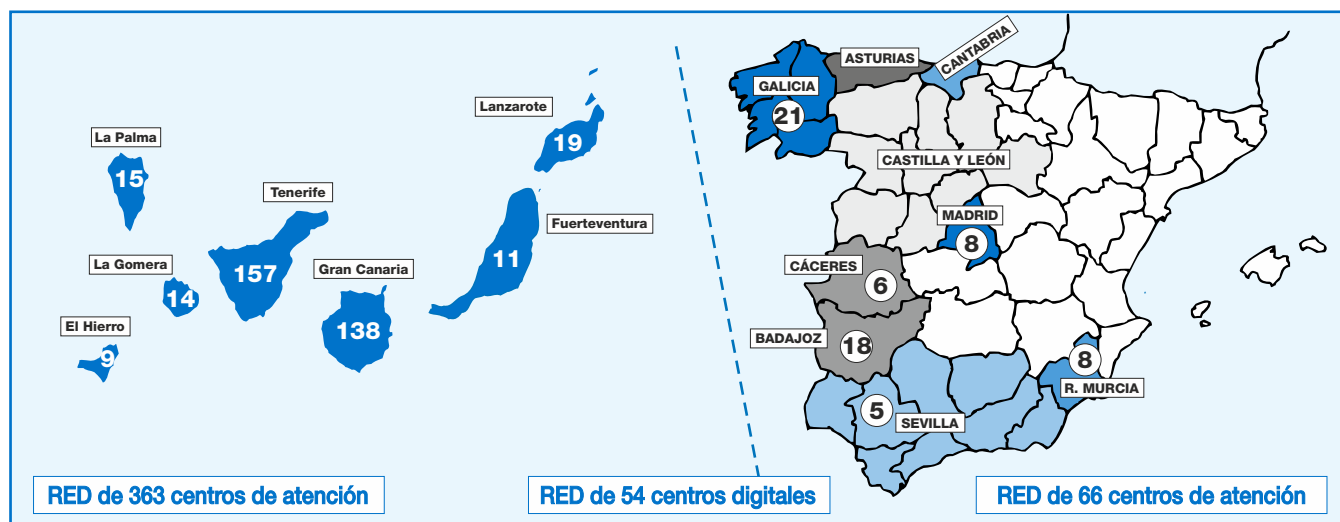 La Palma
15
La Gomera
14
El Hierro
9
Tenerife
157
Gran Canaria
138
Lanzarote
19
Fuerteventura
11
ASTURIAS
CANTABRIA
GALICIA
21
CASTILLA Y LEÓN
MADRID
8
CÁCERES
6
BADAJOZ
18
8
R. MURCIA
5
SEVILLA
RED de 363 centros de atención
RED de 54 centros digitales
RED de 66 centros de atención